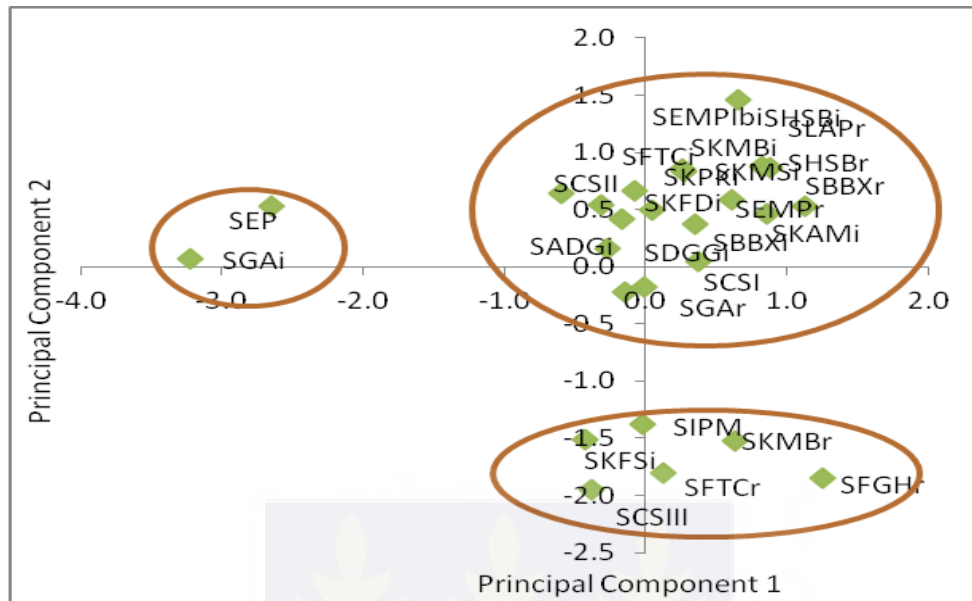 2.0
1.5
SEMPIbiSHSBi
SLAPr
1.0
SKMBi
SFTCi
SHSBr
SKPRi
SKMSi
SBBXr
SCSII
0.5
SKFDi
SEMPr
SEP
SKAMi
SADGi
SBBXi
SDGGi
SGAi
0.0
-4.0 -3.0 -2.0 -1.0 0.0 1.0 2.0
SCSI
SGAr
-0.5
-1.0
SIPM
-1.5
SKMBr
SKFSi
SFTCr
SFGHr
-2.0
SCSIII
-2.5
Principal Component 1
Principal Component 2